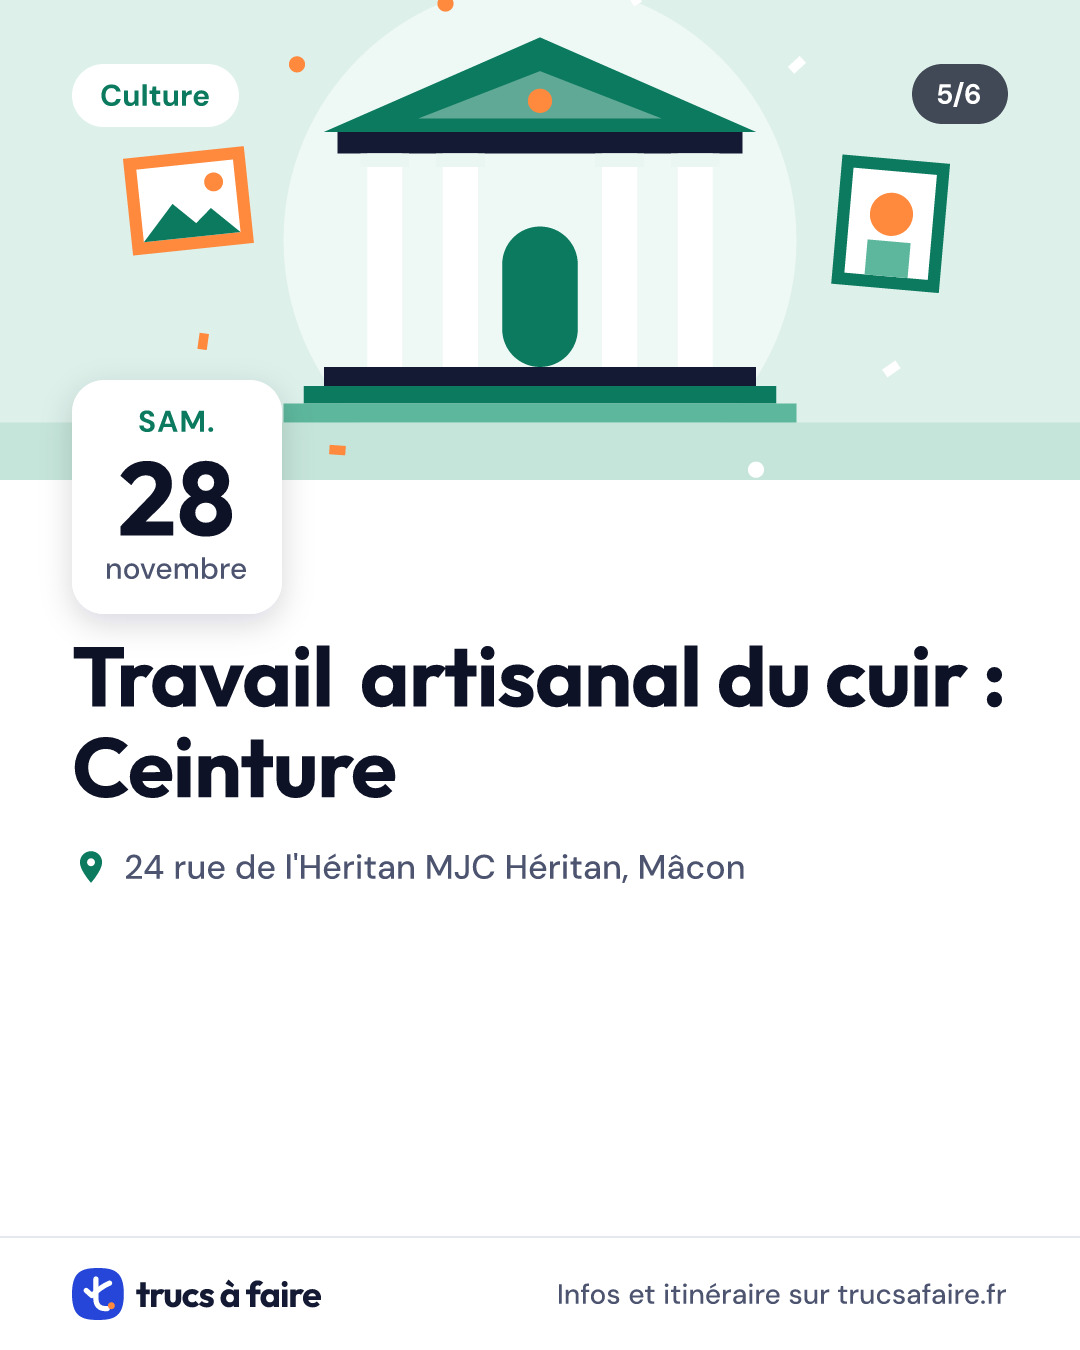 Culture
5/6
SAM.
28
novembre
Travail  artisanal du cuir :
Ceinture
24 rue de l'Héritan MJC Héritan, Mâcon
trucs à faire
Infos et itinéraire sur trucsafaire.fr